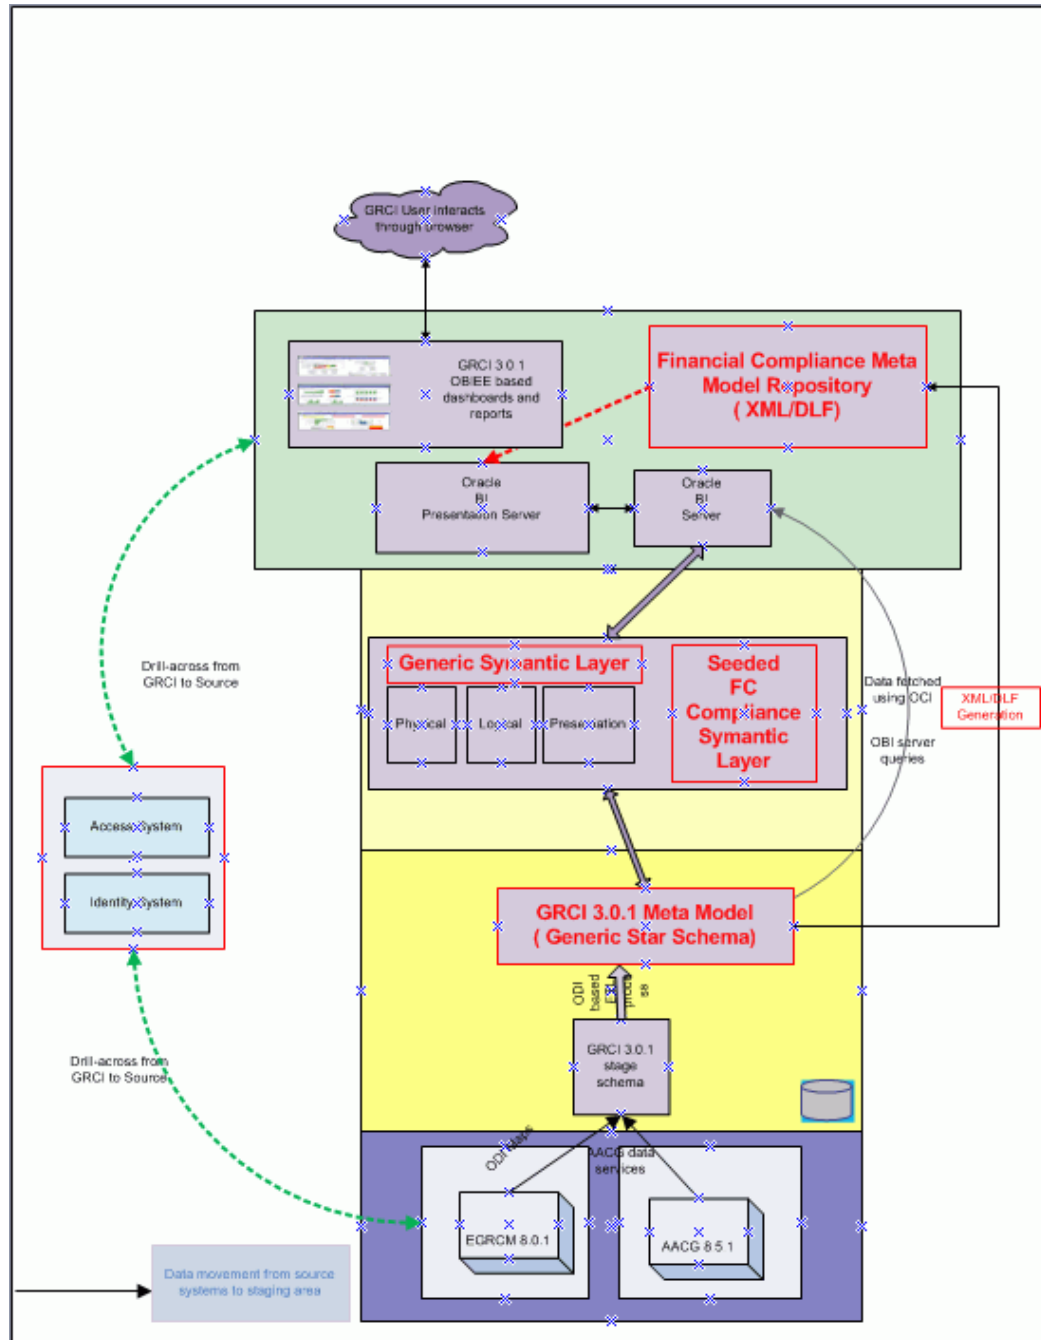 GRCI User interacts
through browser
GRCI 3.0.1
OBIEE based
dashboards and
reports
Financial Compliance Meta
Model Repository
( XML/DLF)
Oracle
BI
Presentation Server
Oracle
BI
Server
Drill-across from
GRCI to Source
Generic Symantic Layer
Physical
Logical
Presentation
Seeded
FC
Compliance
Symantic
Layer
Data fetched
using OCI
OBI server
queries
XML/DLF
Generation
Access System
Identity System
GRCI 3.0.1 Meta Model
( Generic Star Schema)
ODI
based
GRCI 3.0.1
stage
schema
Drill-across from
GRCI to Source
ODI Maps
AACG data
services
EGRCM 8.0.1
AACG 8.5.1
Data movement from source
systems to staging area